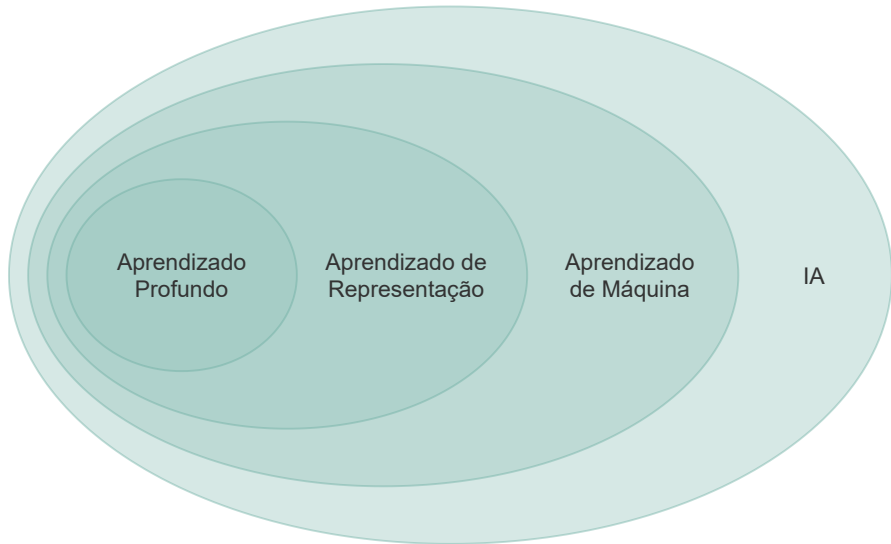 Aprendizado
Profundo
Aprendizado de
Representação
Aprendizado
de Máquina
IA